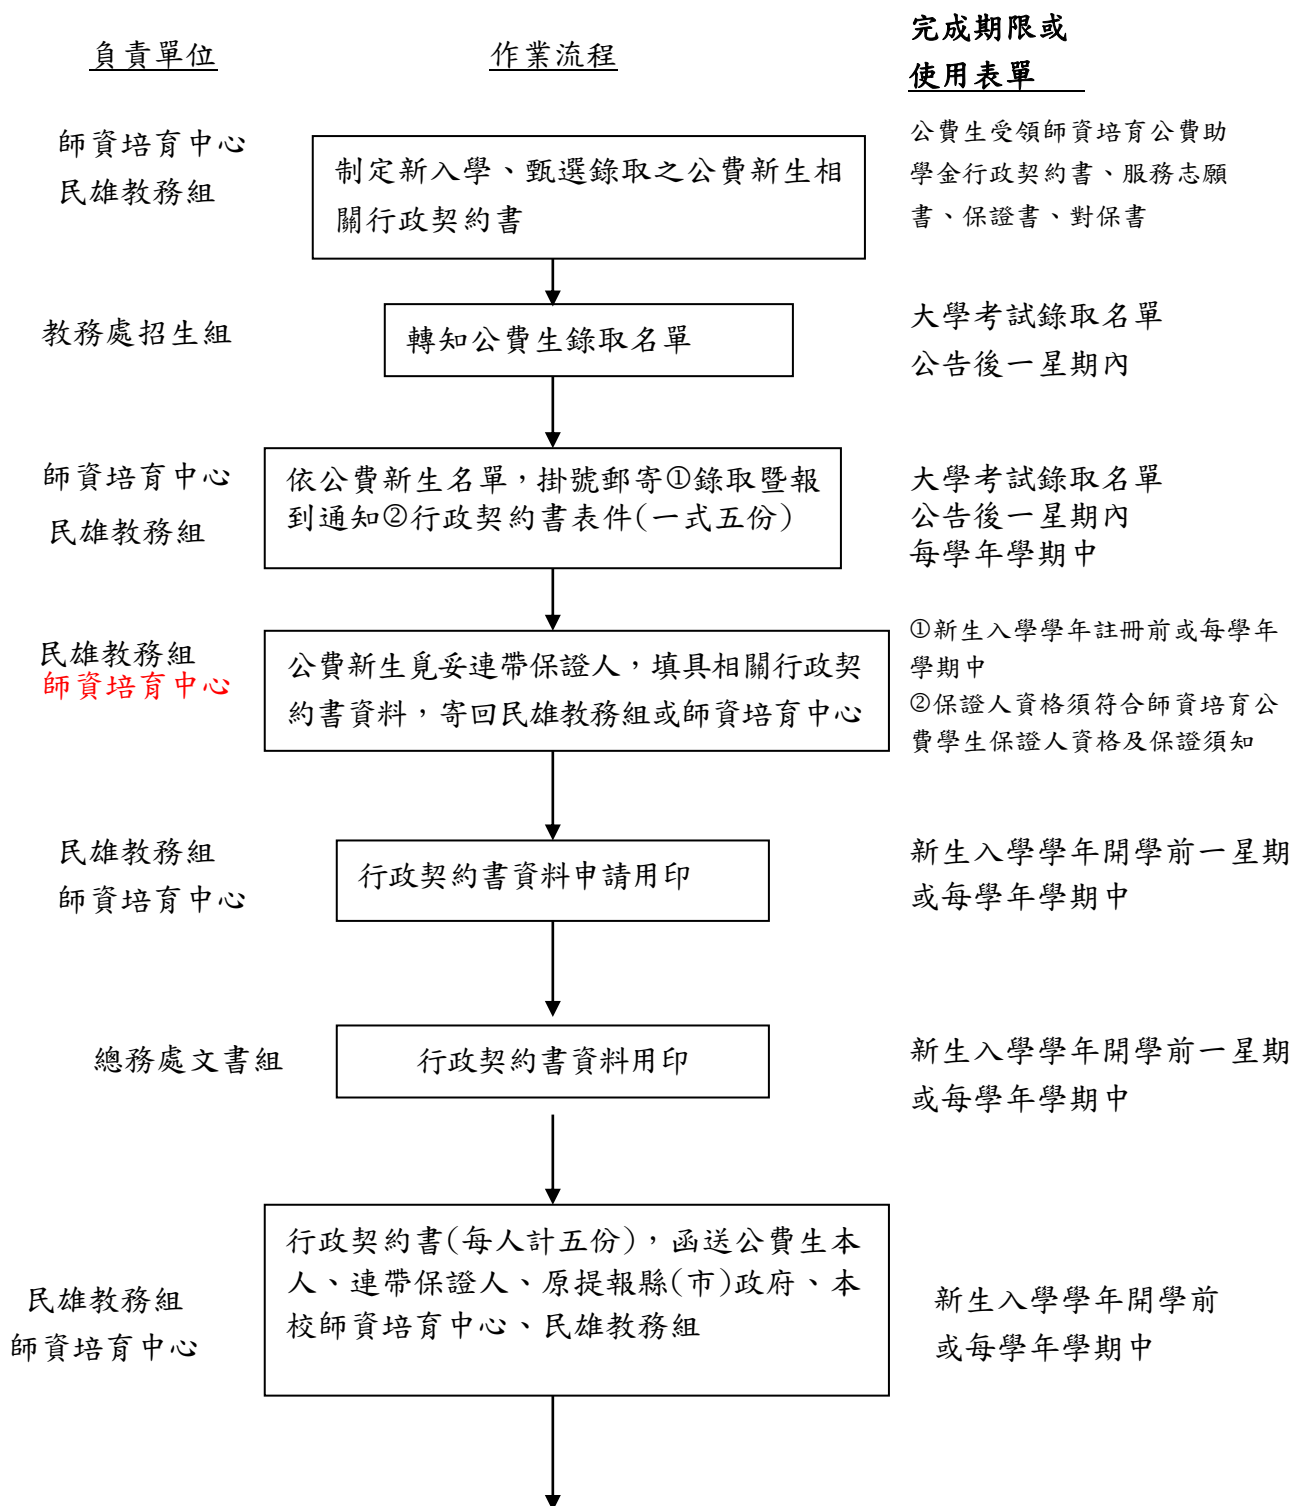 負責單位
作業流程
完成期限或
使用表單
師資培育中心
民雄教務組
制定新入學、甄選錄取之公費新生相
關行政契約書
公費生受領師資培育公費助
學金行政契約書、服務志願
書、保證書、對保書
教務處招生組
轉知公費生錄取名單
大學考試錄取名單
公告後一星期內
師資培育中心
民雄教務組
依公費新生名單，掛號郵寄①錄取暨報
到通知②行政契約書表件(一式五份)
大學考試錄取名單
公告後一星期內
每學年學期中
民雄教務組
師資培育中心
公費新生覓妥連帶保證人，填具相關行政契
約書資料，寄回民雄教務組或師資培育中心
①新生入學學年註冊前或每學年
學期中
②保證人資格須符合師資培育公
費學生保證人資格及保證須知
民雄教務組
師資培育中心
行政契約書資料申請用印
新生入學學年開學前一星期
或每學年學期中
總務處文書組
行政契約書資料用印
新生入學學年開學前一星期
或每學年學期中
民雄教務組
師資培育中心
行政契約書(每人計五份)，函送公費生本
人、連帶保證人、原提報縣(市)政府、本
校師資培育中心、民雄教務組
新生入學學年開學前
或每學年學期中